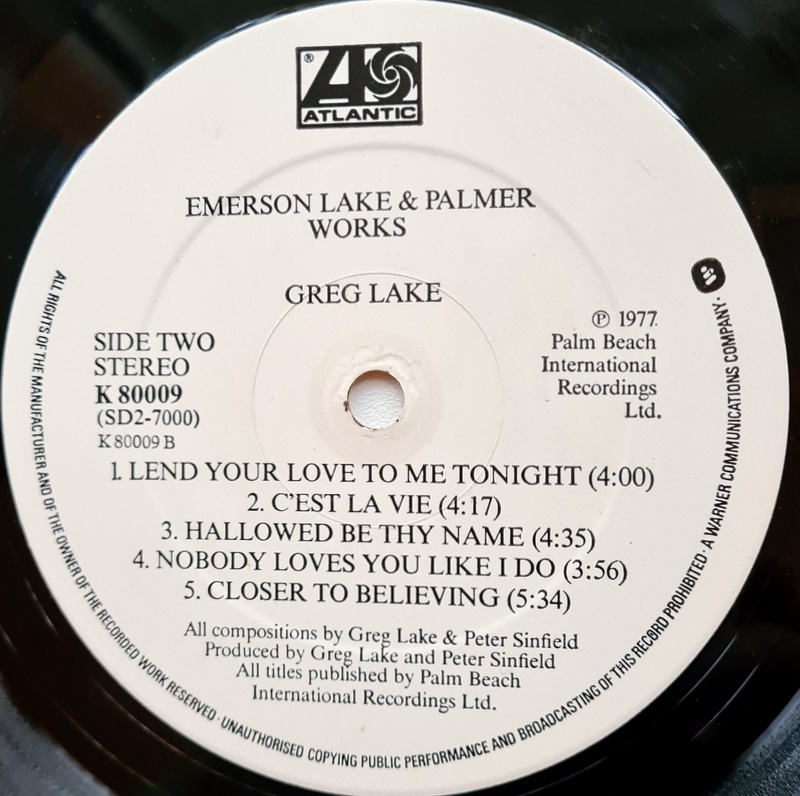 ®
ATLANTIC
EMERSON LAKE & PALMER
WORKS
GREG LAKE
SIDE TWO
STEREO
K 80009
(SD2-7000)
K80009 B
℗ 1977.
Palm Beach
International
Recordings
Ltd.
1. LEND YOUR LOVE TO ME TONIGHT (4:00)
2. C'EST LA VIE (4:17)
3. HALLOWED BE THY NAME (4:35)
4. NOBODY LOVES YOU LIKE I DO (3:56)
5. CLOSER TO BELIEVING (5:34)
All compositions by Greg Lake & Peter Sinfield
Produced by Greg Lake and Peter Sinfield
All titles published by Palm Beach
International Recordings Ltd.
ALL RIGHTS OF THE MANUFACTURER AND OF THE OWNER OF THE RECORDED WORK RESERVED · UNAUTHORISED COPYING PUBLIC PERFORMANCE AND BROADCASTING OF THIS RECORD PROHIBITED · A WARNER COMMUNICATIONS COMPANY ·